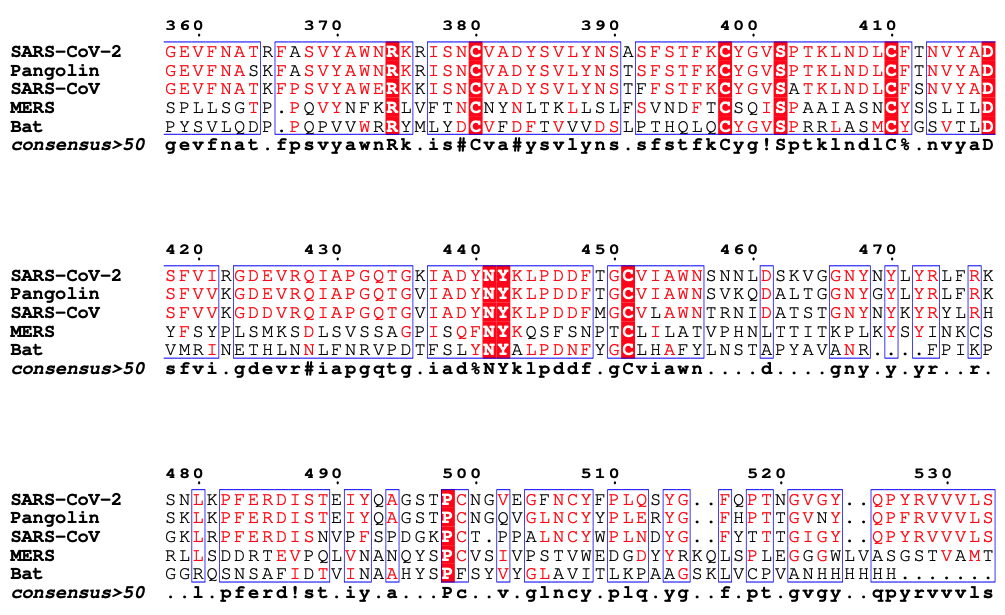 360 370 380 390 400 410
SARS-CoV-2 GEVFNATRFASVYAWNRKRISNCVADYSVLYNSASFSTFKCYGVSPTKLNDLCFTNVYAD
Pangolin GEVFNASKFASVYAWNRKRISNCVADYSVLYNSTSFSTFKCYGVSPTKLNDLCFTNVYAD
SARS-CoV GEVFNATKFPSVYAWERKKISNCVADYSVLYNSTFFSTFKCYGVSATKLNDLCFSNVYAD
MERS SPLLSGTP.PQVYNFKRLVFTNCNYNLTKLLSLFSVNDFTCSQISPAAIASNCYSSLILD
Bat PYSVLQDP.PQPVVWRRYMLYDCVFDFTVVVDSLPTHQLQCYGVSPRRLASMCYGSVTLD
consensus>50 gevfnat.fpsvyawnRk.is#Cva#ysvlyns.sfstfkCyg!SptklndlC%.nvyaD
420 430 440 450 460 470
SARS-CoV-2 SFVIRGDEVRQIAPGQTGKIADYNYKLPDDFTGCVIAWNSNNLDSKVGGNYNYLYRLFRK
Pangolin SFVVKGDEVRQIAPGQTGVIADYNYKLPDDFTGCVIAWNSVKQDALTGGNYGYLYRLFRK
SARS-CoV SFVVKGDDVRQIAPGQTGVIADYNYKLPDDFMGCVLAWNTRNIDATSTGNYNYKYRYLRH
MERS YFSYPLSMKSDLSVSSAGPISQFNYKQSFSNPTCLILATVPHNLTTITKPLKYSYINKCS
Bat VMRINETHLNNLFNRVPDTFSLYNYALPDNFYGCLHAFYLNSTAPYAVANR....FPIKP
consensus>50 sfvi.gdevr#iapgqtg.iad%NYklpddf.gCviawn....d....gny.y.yr..r.
480 490 500 510 520 530
SARS-CoV-2 SNLKPFERDISTEIYQAGSTPCNGVEGFNCYFPLQSYG..FQPTNGVGY..QPYRVVVLS
Pangolin SKLKPFERDISTEIYQAGSTPCNGQVGLNCYYPLERYG..FHPTTGVNY..QPFRVVVLS
SARS-CoV GKLRPFERDISNVPFSPDGKPCT.PPALNCYWPLNDYG..FYTTTGIGY..QPYRVVVLS
MERS RLLSDDRTEVPQLVNANQYSPCVSIVPSTVWEDGDYYRKQLSPLEGGGWLVASGSTVAMT
Bat GGRQSNSAFIDTVINAAHYSPFSYVYGLAVITLKPAAGSKLVCPVANHHHHHH.......
consensus>50 ..l.pferd!st.iy.a...Pc..v.glncy.plq.yg..f.pt.gvgy..qpyrvvvls